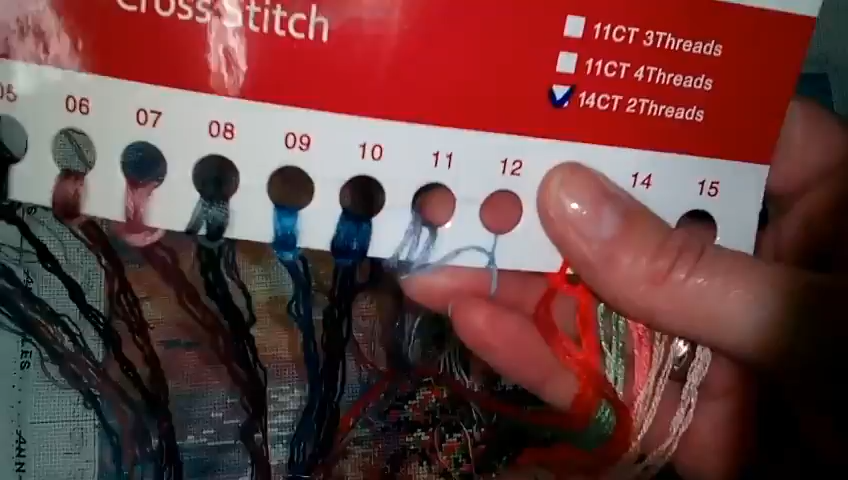 Cross Stitch
11CT 3Threads
11CT 4Threads
14CT 2Threads
05 06 07 08 09 10 11 12 14 15